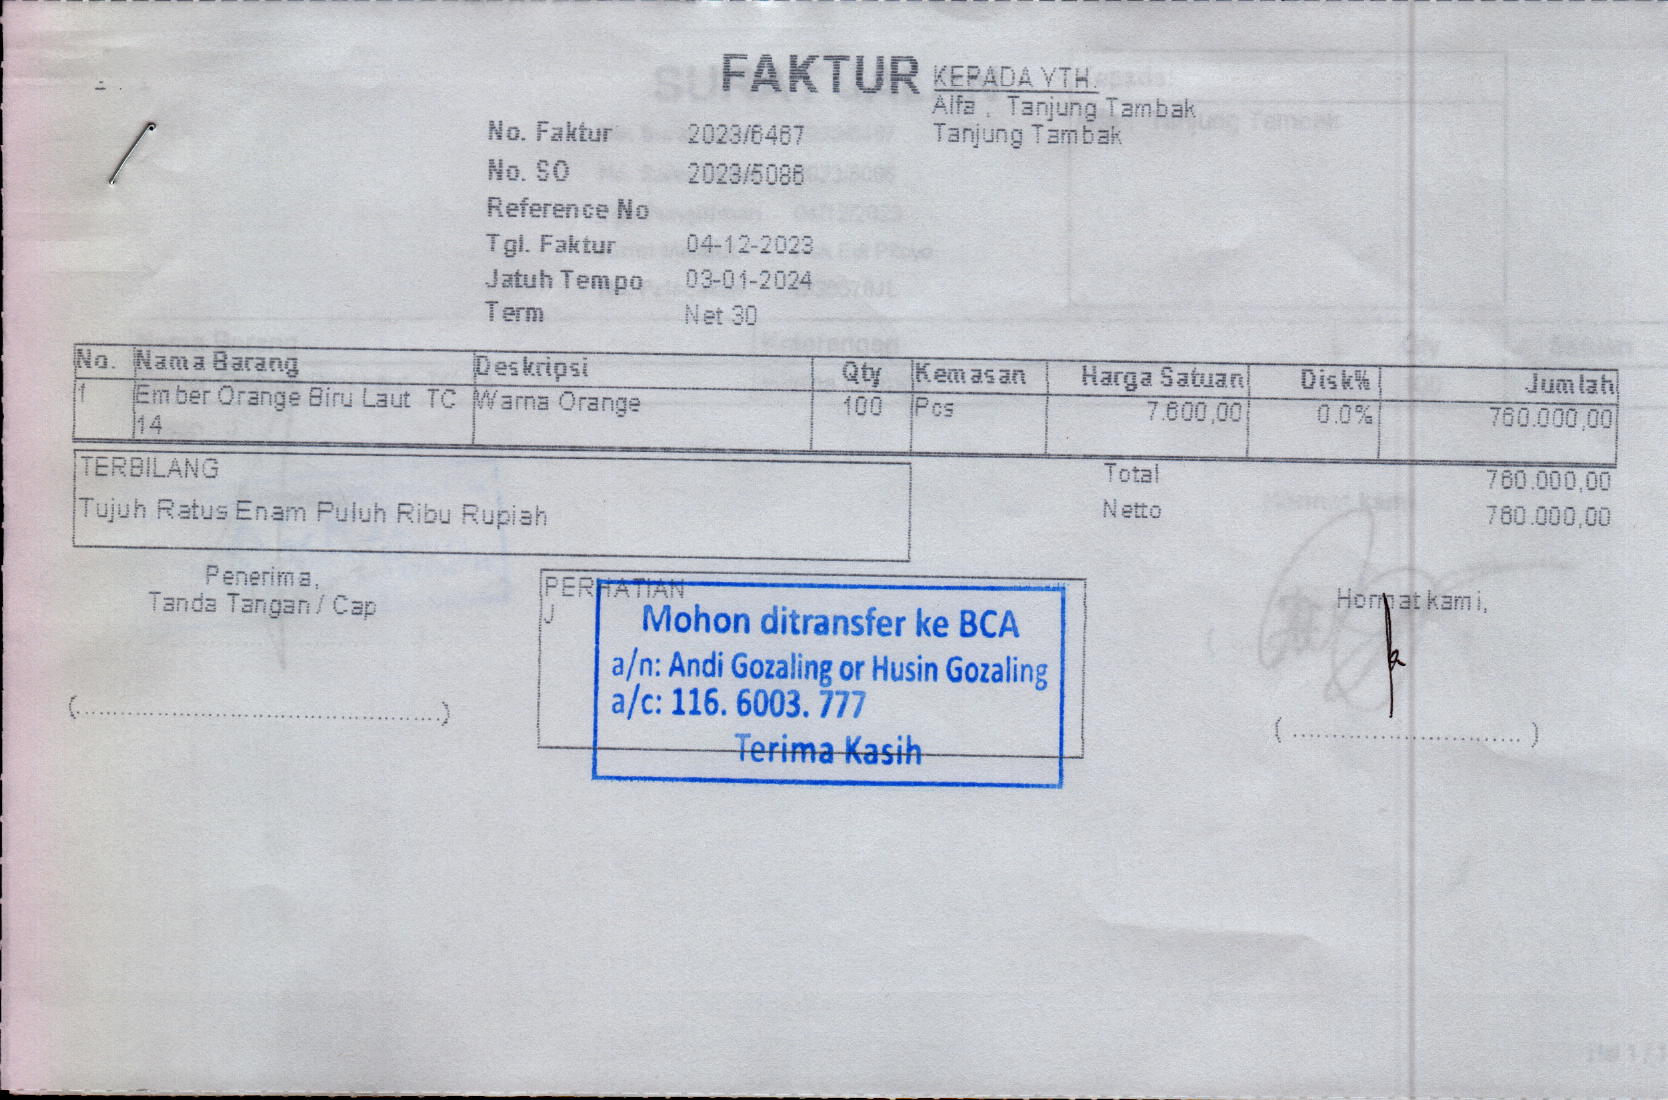 FAKTUR
KEPADA YTH.
Alfa , Tanjung Tambak
Tanjung Tambak
No. Faktur 2023/6467
No. SO 2023/5086
Reference No
Tgl. Faktur 04-12-2023
Jatuh Tempo 03-01-2024
Term Net 30
No. Nama Barang Deskripsi Qty Kemasan Harga Satuan Disk% Jumlah
1 Ember Orange Biru Laut TC Warna Orange 100 Pcs 7.600,00 0.0% 760.000,00
14
TERBILANG
Tujuh Ratus Enam Puluh Ribu Rupiah
Total 760.000,00
Netto 760.000,00
Penerima,
Tanda Tangan / Cap
(..........................................)
PERHATIAN
J
Mohon ditransfer ke BCA
a/n: Andi Gozaling or Husin Gozaling
a/c: 116. 6003. 777
Terima Kasih
Hormat kami,
( ............................ )